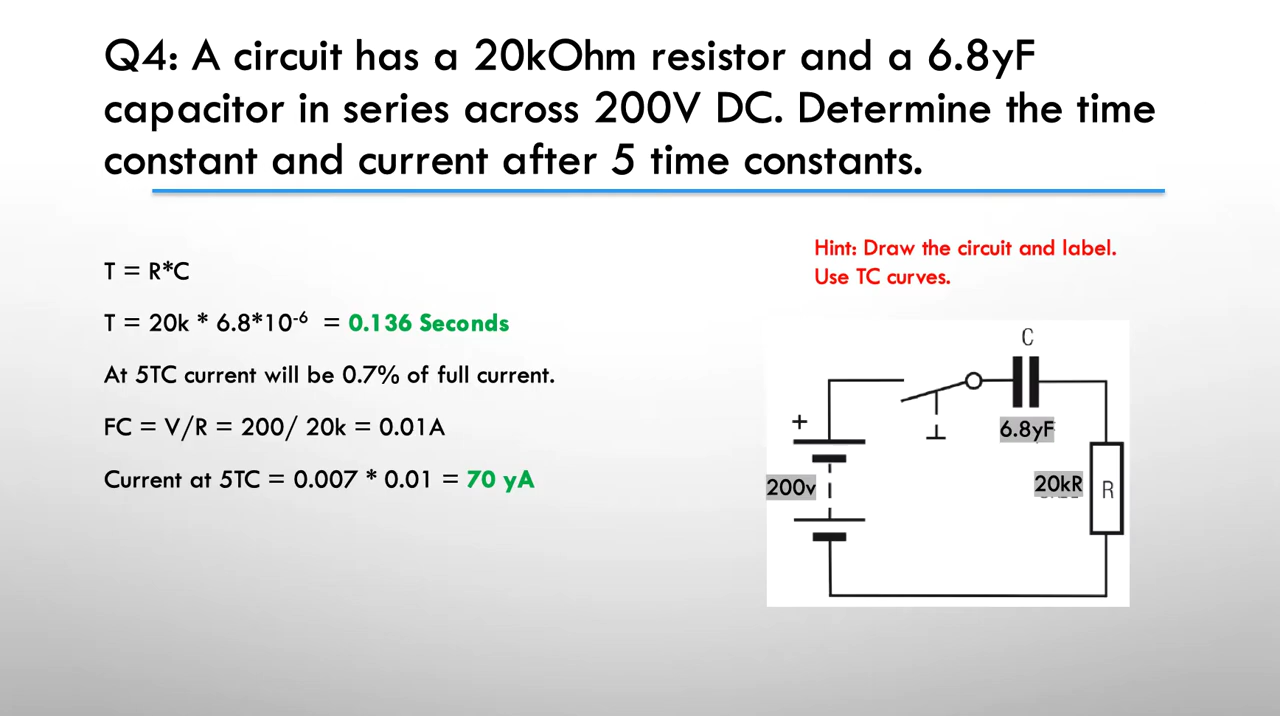 Q4: A circuit has a 20kOhm resistor and a 6.8yF
capacitor in series across 200V DC. Determine the time
constant and current after 5 time constants.
Hint: Draw the circuit and label.
Use TC curves.
T = R*C
T = 20k * 6.8*10⁻⁶ = 0.136 Seconds
At 5TC current will be 0.7% of full current.
FC = V/R = 200/ 20k = 0.01A
Current at 5TC = 0.007 * 0.01 = 70 yA
C
+
6.8yF
200v
20kR
R